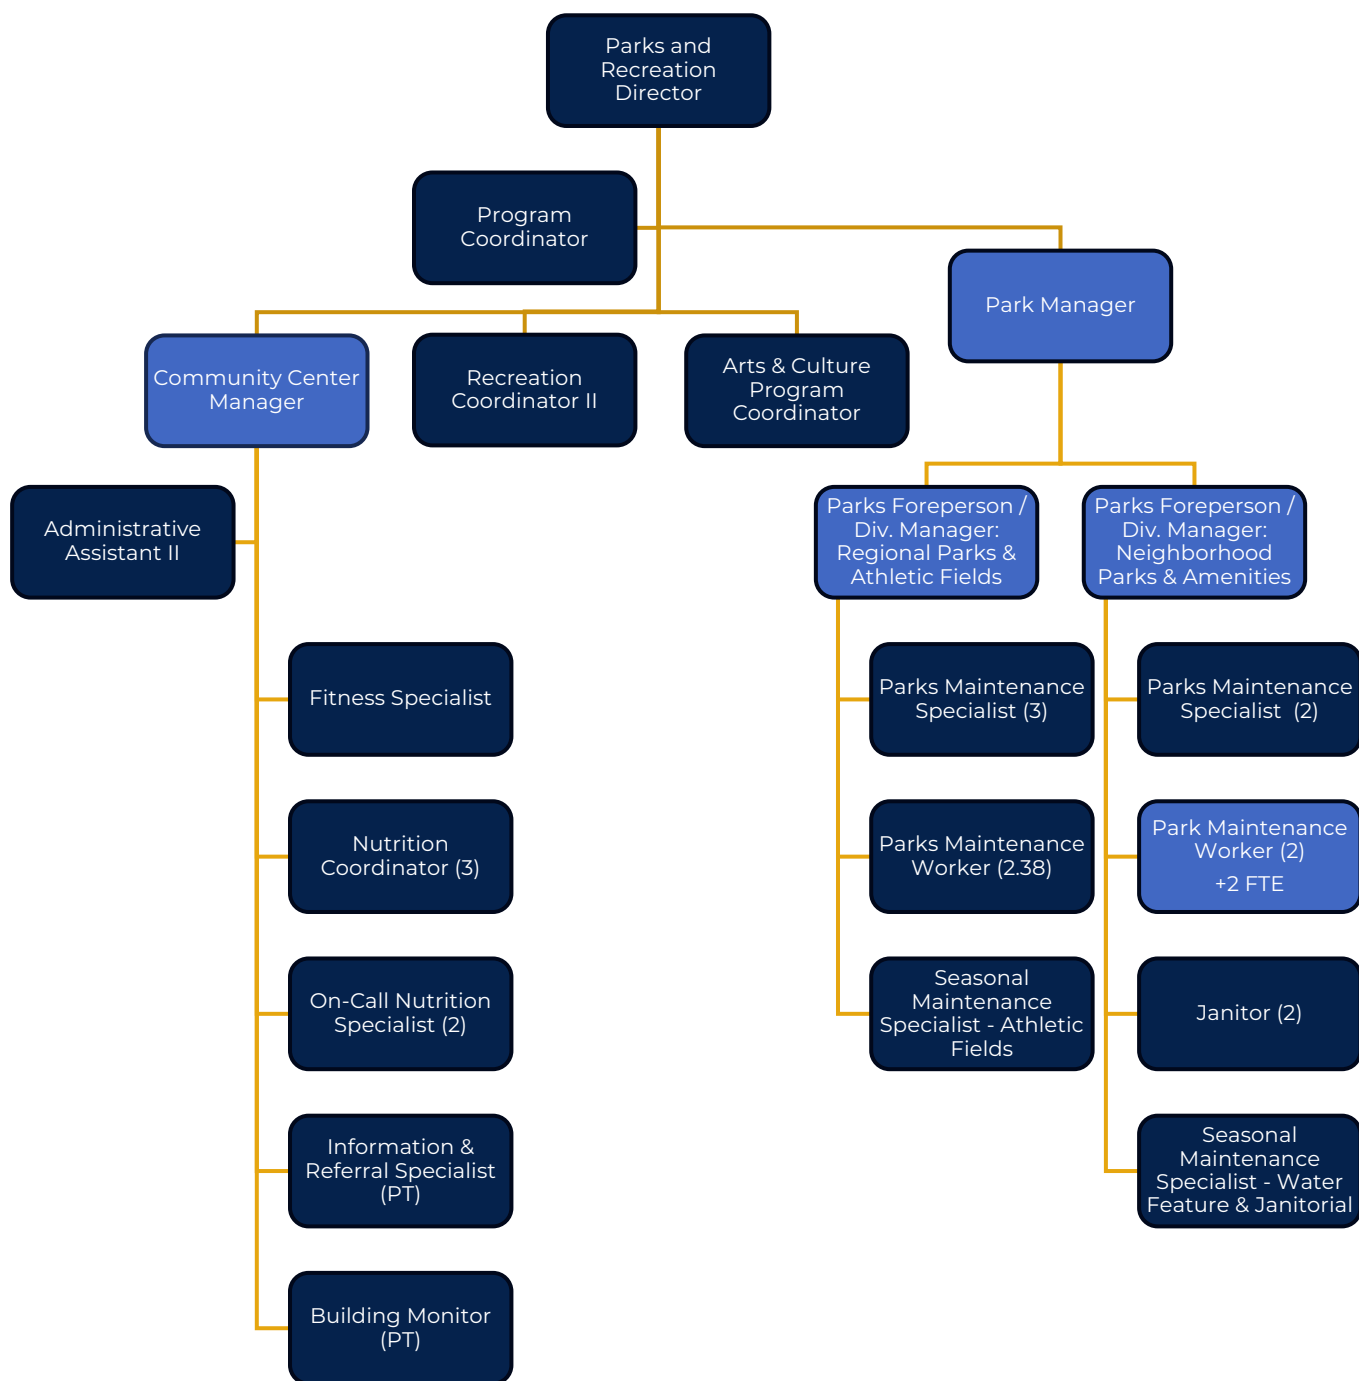 Parks and
Recreation
Director
Program
Coordinator
Park Manager
Community Center
Manager
Recreation
Coordinator II
Arts & Culture
Program
Coordinator
Administrative
Assistant II
Parks Foreperson /
Div. Manager:
Regional Parks &
Athletic Fields
Parks Foreperson /
Div. Manager:
Neighborhood
Parks & Amenities
Fitness Specialist
Parks Maintenance
Specialist (3)
Parks Maintenance
Specialist  (2)
Nutrition
Coordinator (3)
Parks Maintenance
Worker (2.38)
Park Maintenance
Worker (2)
+2 FTE
On-Call Nutrition
Specialist (2)
Seasonal
Maintenance
Specialist - Athletic
Fields
Janitor (2)
Information &
Referral Specialist
(PT)
Seasonal
Maintenance
Specialist - Water
Feature & Janitorial
Building Monitor
(PT)